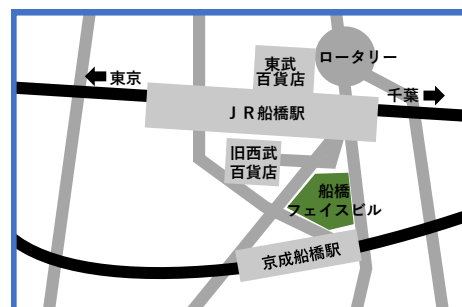 ロータリー
東武
百貨店
東京
千葉
ＪＲ船橋駅
旧西武
百貨店
船橋
フェイスビル
京成船橋駅